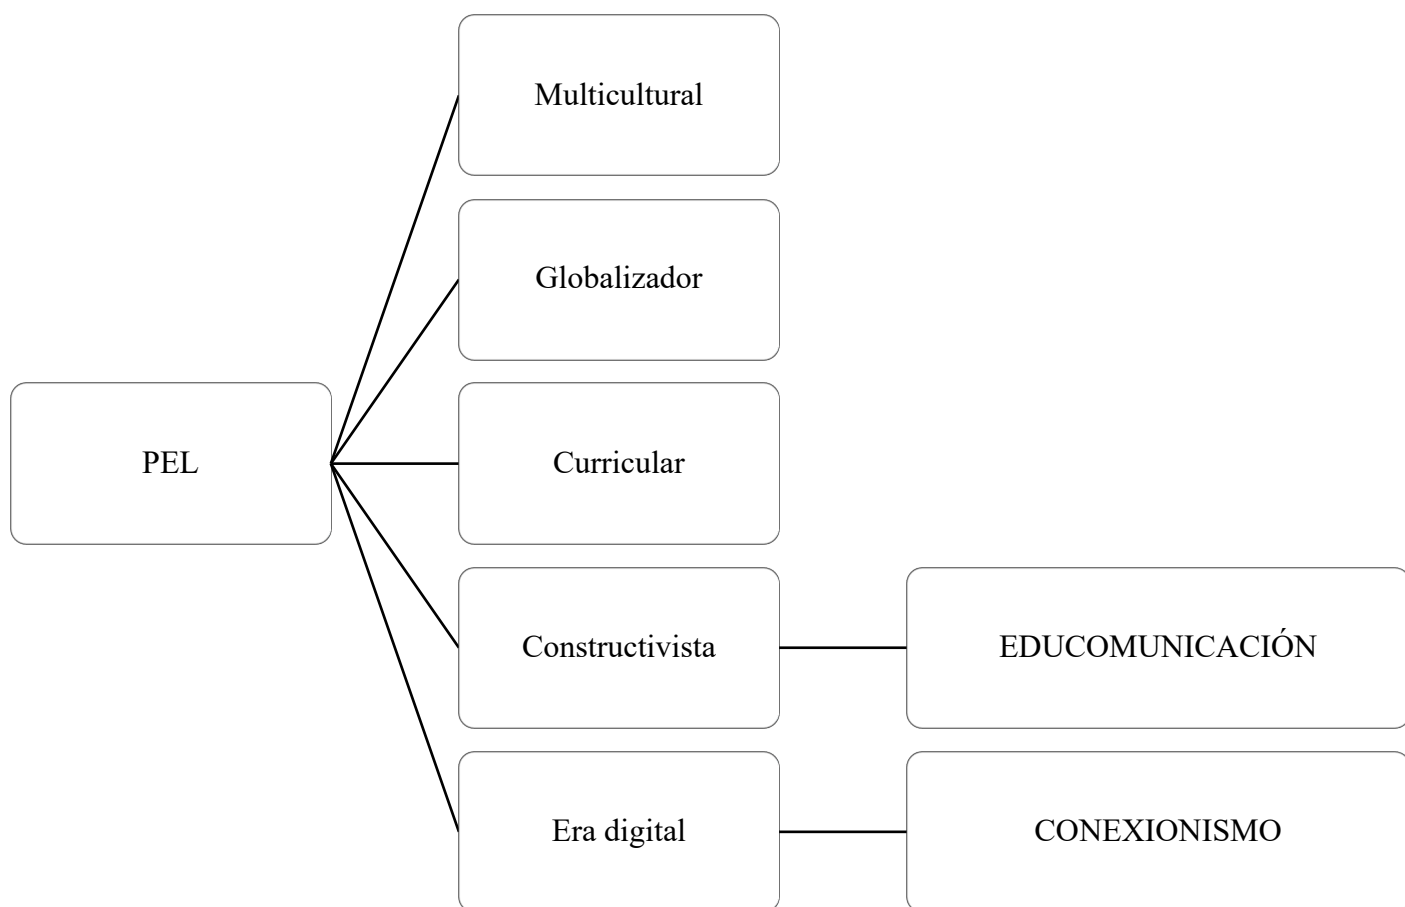 Multicultural
Globalizador
PEL
Curricular
Constructivista
EDUCOMUNICACIÓN
Era digital
CONEXIONISMO